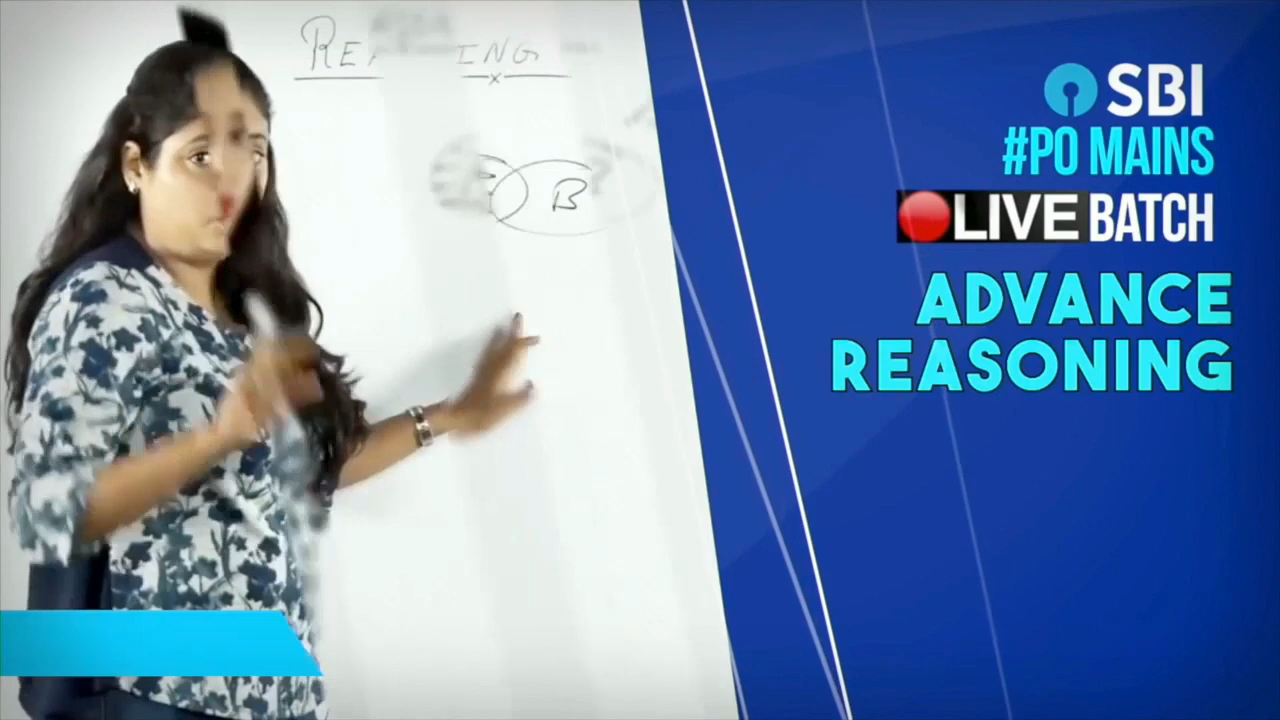 B
SBI
#PO MAINS
LIVE BATCH
ADVANCE
REASONING